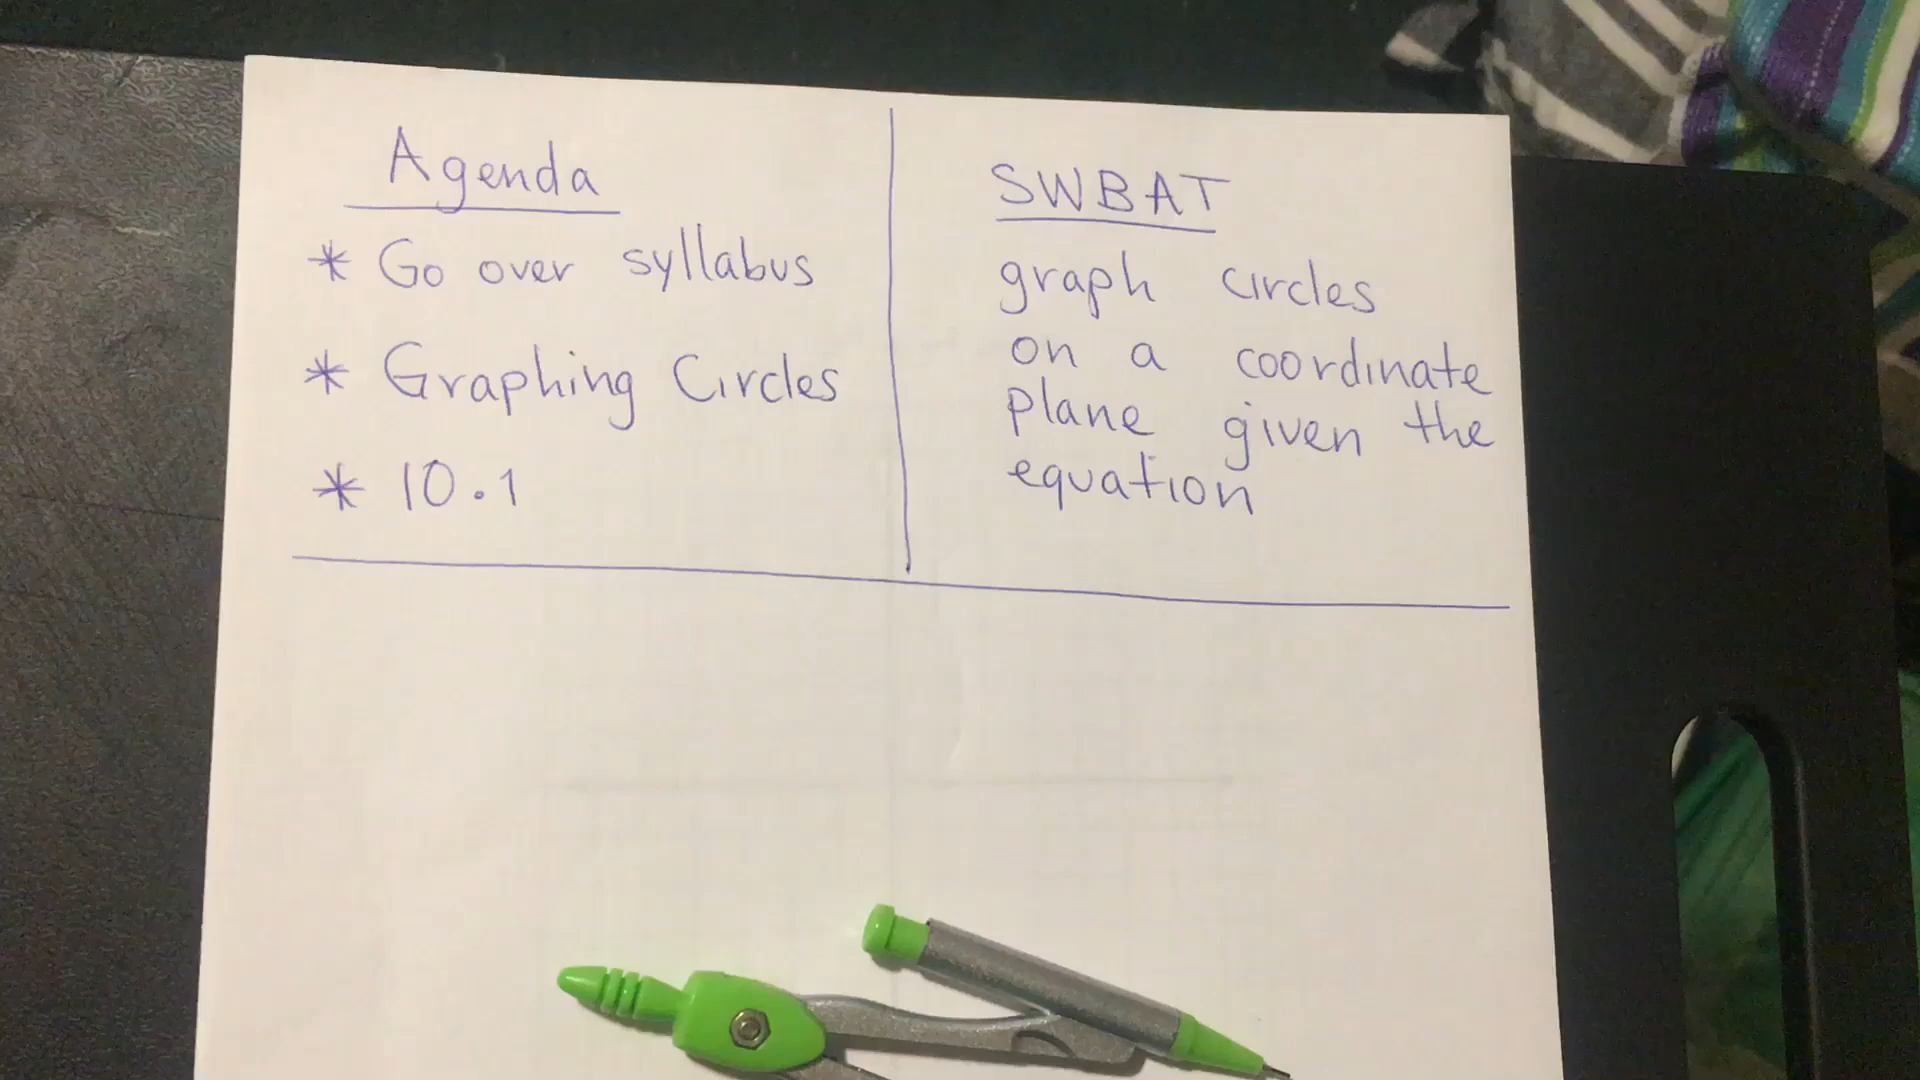 Agenda
* Go over syllabus
* Graphing Circles
* 10.1
SWBAT
graph circles
on a coordinate
plane given the
equation